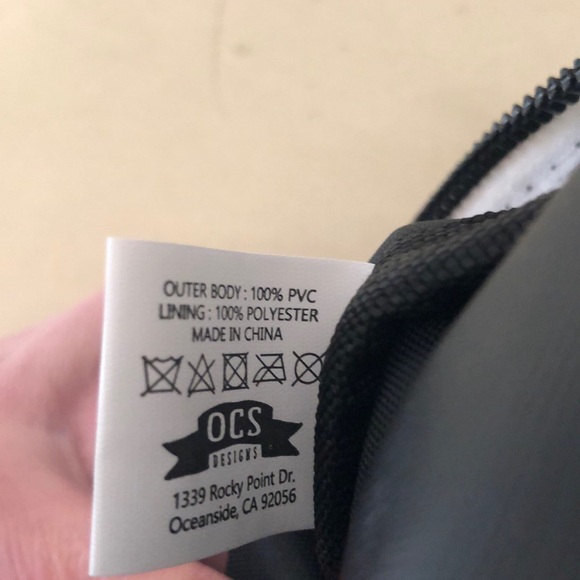 OUTER BODY : 100% PVC
LINING : 100% POLYESTER
MADE IN CHINA
OCS
DESIGNS
1339 Rocky Point Dr.
Oceanside, CA 92056